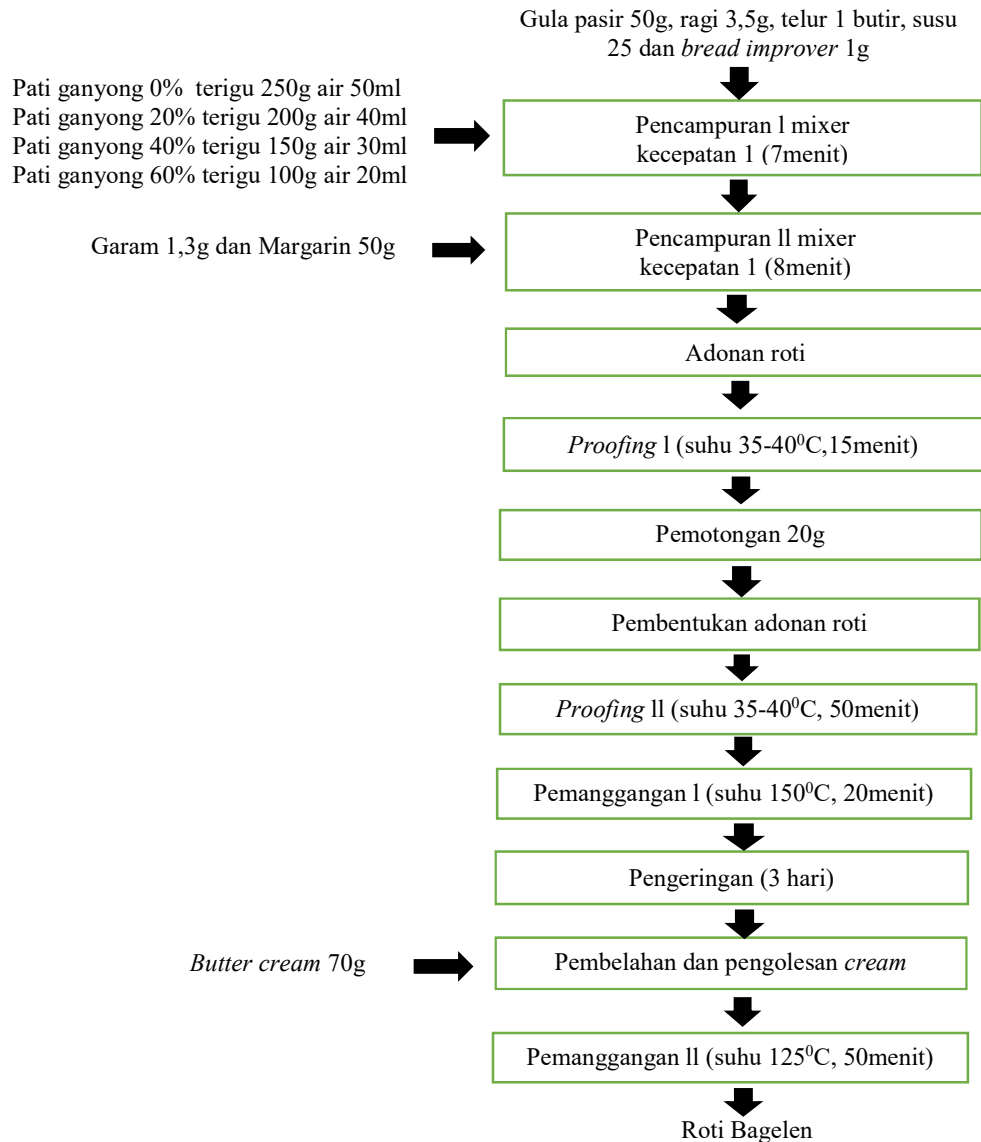 Gula pasir 50g, ragi 3,5g, telur 1 butir, susu
25 dan bread improver 1g
Pati ganyong 0%  terigu 250g air 50ml
Pati ganyong 20% terigu 200g air 40ml
Pati ganyong 40% terigu 150g air 30ml
Pati ganyong 60% terigu 100g air 20ml
Pencampuran l mixer
kecepatan 1 (7menit)
Garam 1,3g dan Margarin 50g
Pencampuran ll mixer
kecepatan 1 (8menit)
Adonan roti
Proofing l (suhu 35-40⁰C,15menit)
Pemotongan 20g
Pembentukan adonan roti
Proofing ll (suhu 35-40⁰C, 50menit)
Pemanggangan l (suhu 150⁰C, 20menit)
Pengeringan (3 hari)
Butter cream 70g
Pembelahan dan pengolesan cream
Pemanggangan ll (suhu 125⁰C, 50menit)
Roti Bagelen